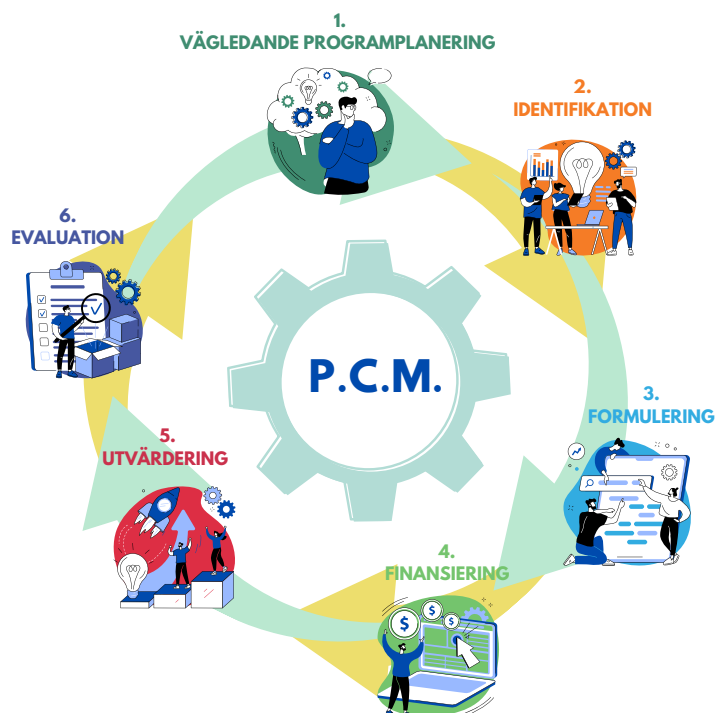 1.
VÄGLEDANDE PROGRAMPLANERING
2.
IDENTIFIKATION
3.
FORMULERING
4.
FINANSIERING
5.
UTVÄRDERING
6.
EVALUATION
P.C.M.
$
$
$